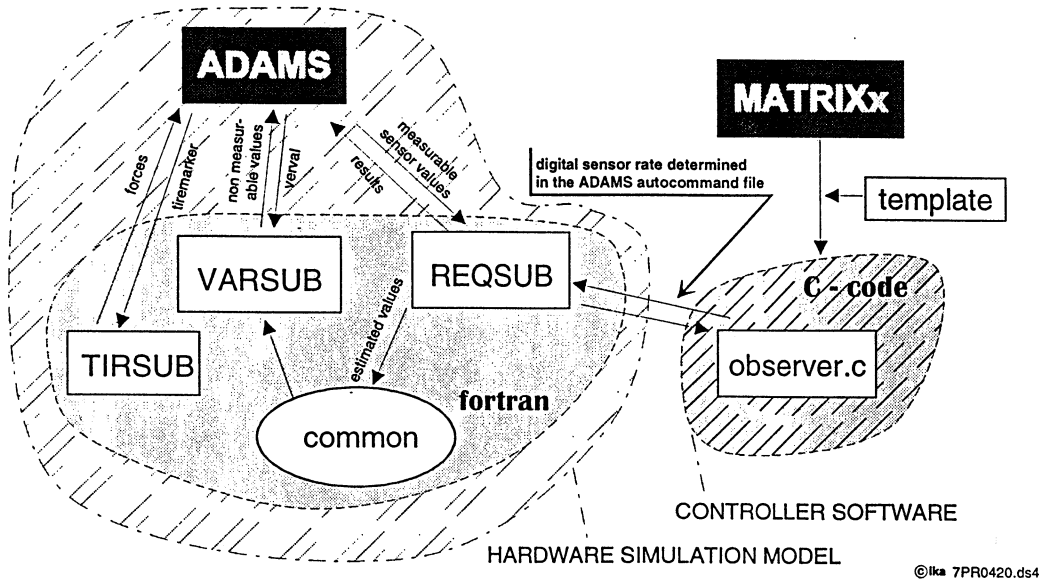 ADAMS
MATRIXx
forces
tiremarker
non measur-
able values
yerval
measurable
sensor values
results
digital sensor rate determined
in the ADAMS autocommand file
template
VARSUB
REQSUB
C - code
TIRSUB
estimated values
observer.c
fortran
common
CONTROLLER SOFTWARE
HARDWARE SIMULATION MODEL
©ika 7PR0420.ds4